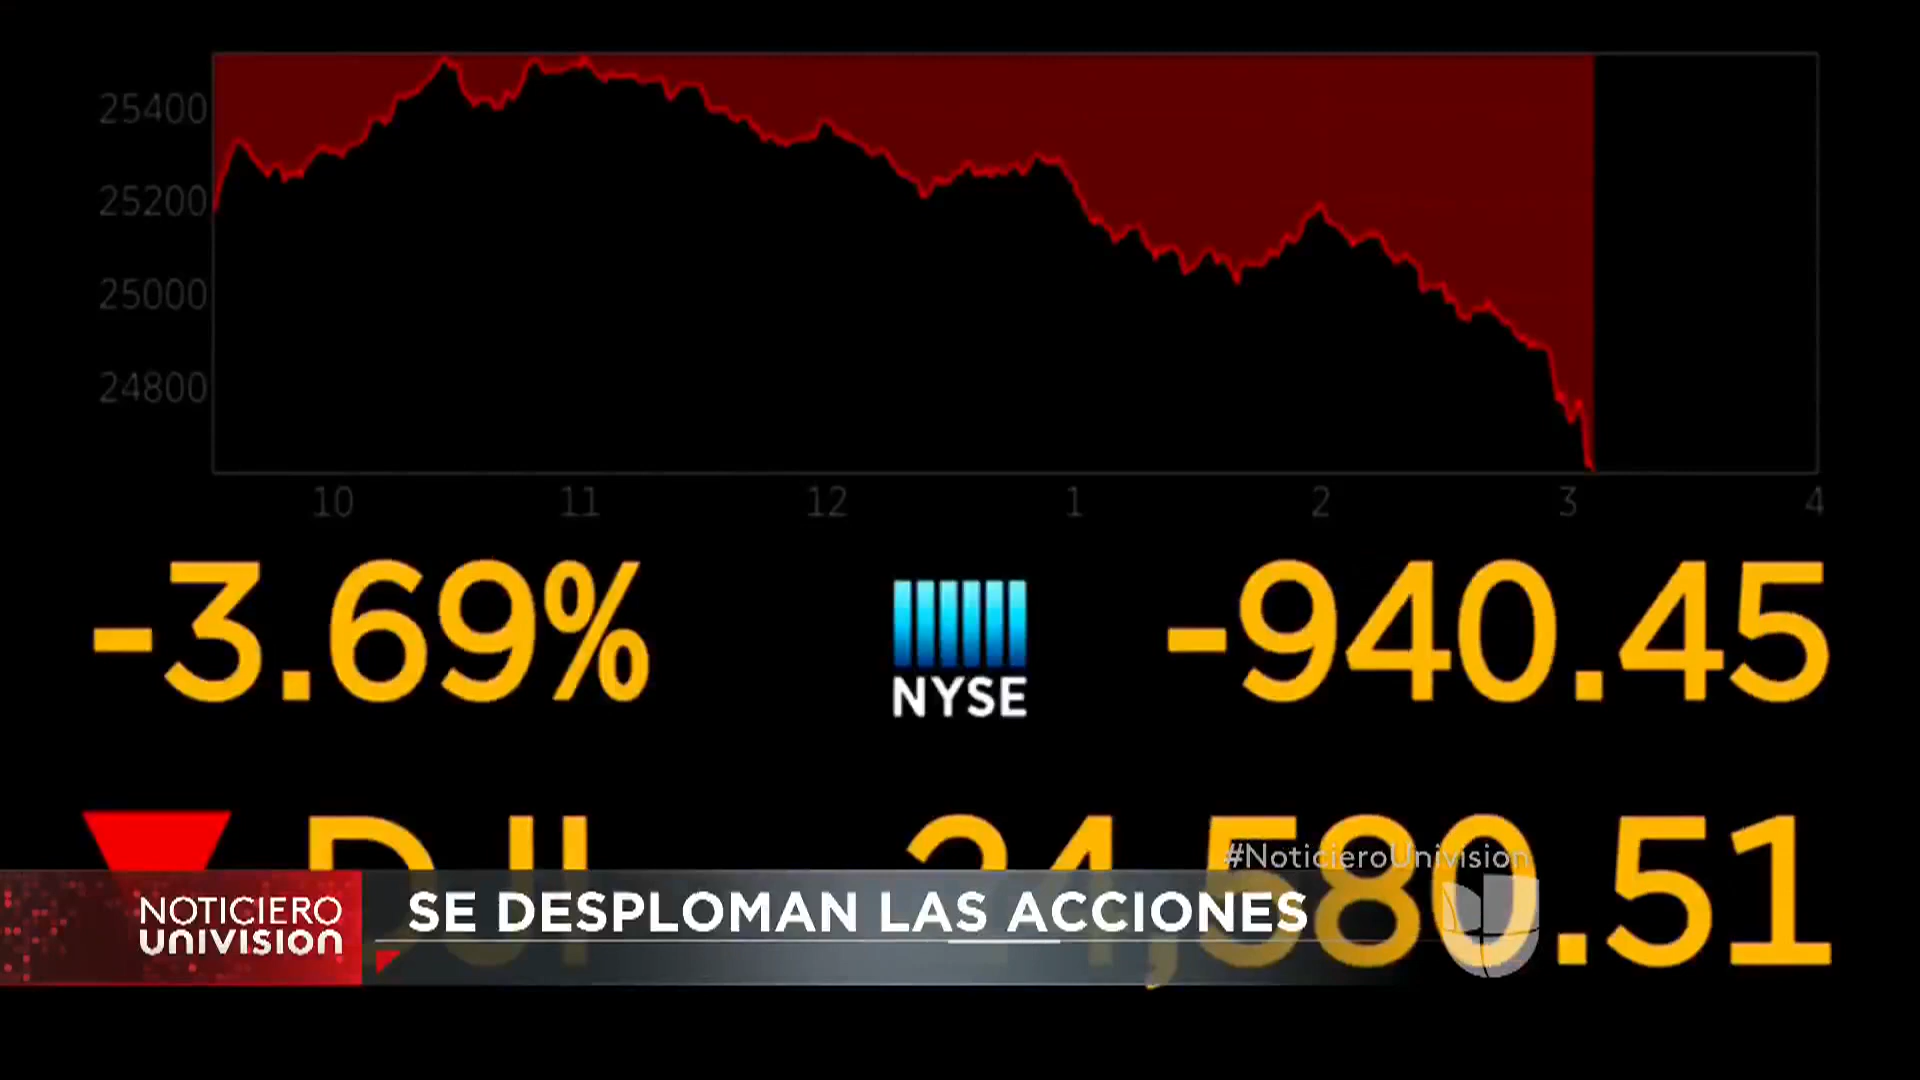 25400
25200
25000
24800
10 11 12 1 2 3 4
-3.69% NYSE -940.45
DJI 24,580.51
#NoticieroUnivision
NOTICIERO
UNIVISION
SE DESPLOMAN LAS ACCIONES